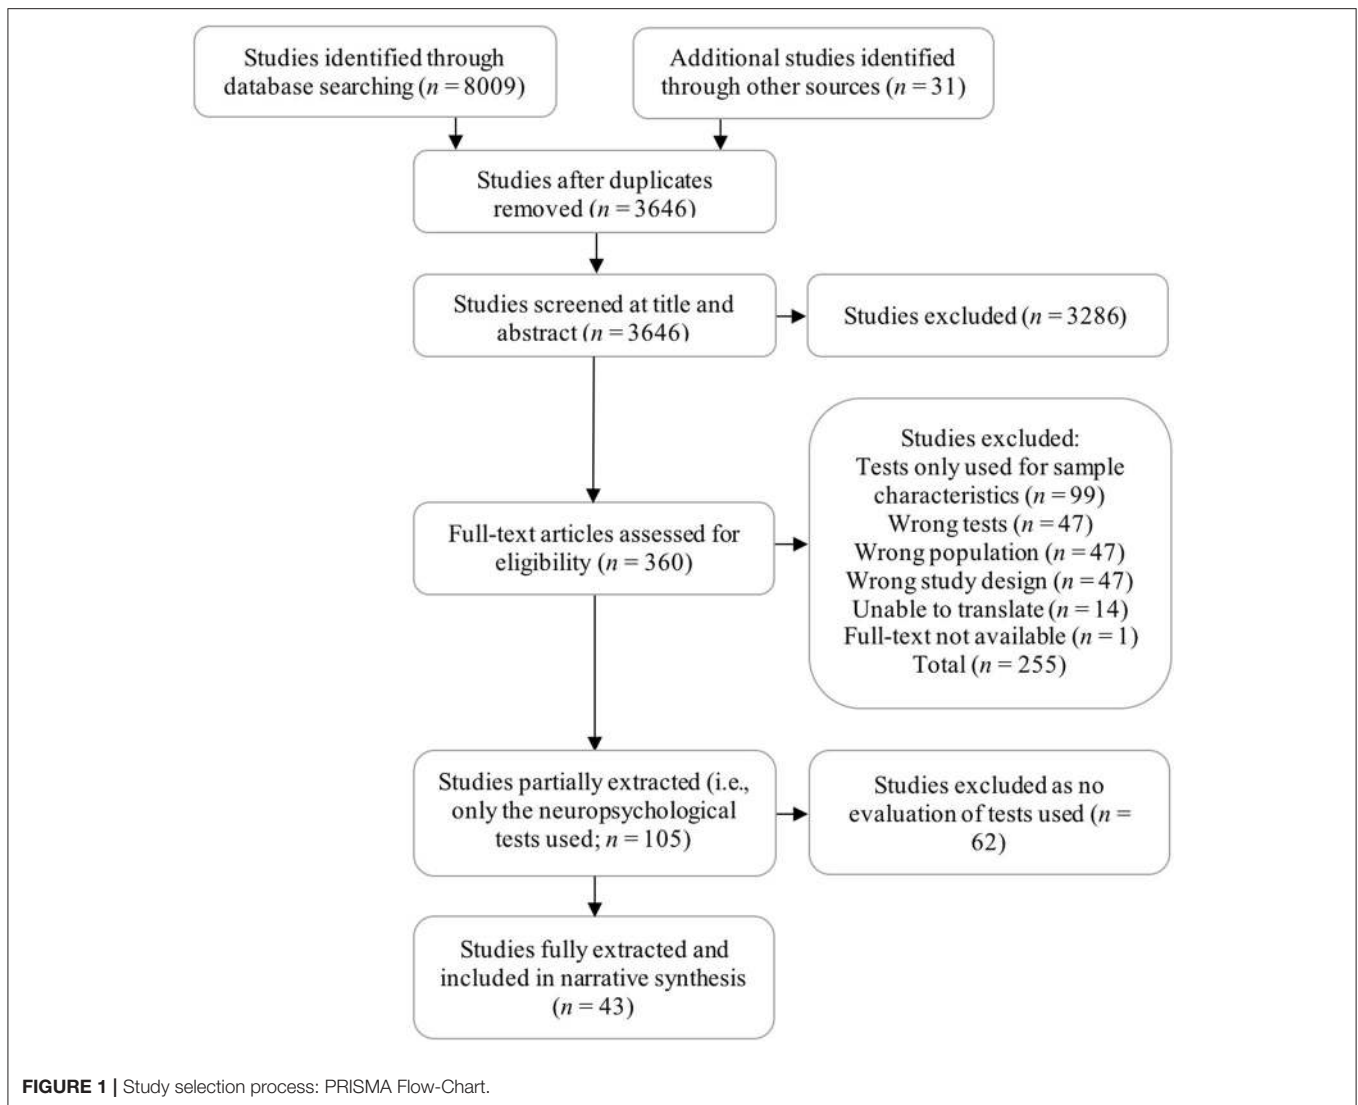 Studies identified through
database searching (n = 8009)
Additional studies identified
through other sources (n = 31)
Studies after duplicates
removed (n = 3646)
Studies screened at title and
abstract (n = 3646)
Studies excluded (n = 3286)
Studies excluded:
Tests only used for sample
characteristics (n = 99)
Wrong tests (n = 47)
Wrong population (n = 47)
Wrong study design (n = 47)
Unable to translate (n = 14)
Full-text not available (n = 1)
Total (n = 255)
Full-text articles assessed for
eligibility (n = 360)
Studies partially extracted (i.e.,
only the neuropsychological
tests used; n = 105)
Studies excluded as no
evaluation of tests used (n =
62)
Studies fully extracted and
included in narrative synthesis
(n = 43)
FIGURE 1 | Study selection process: PRISMA Flow-Chart.